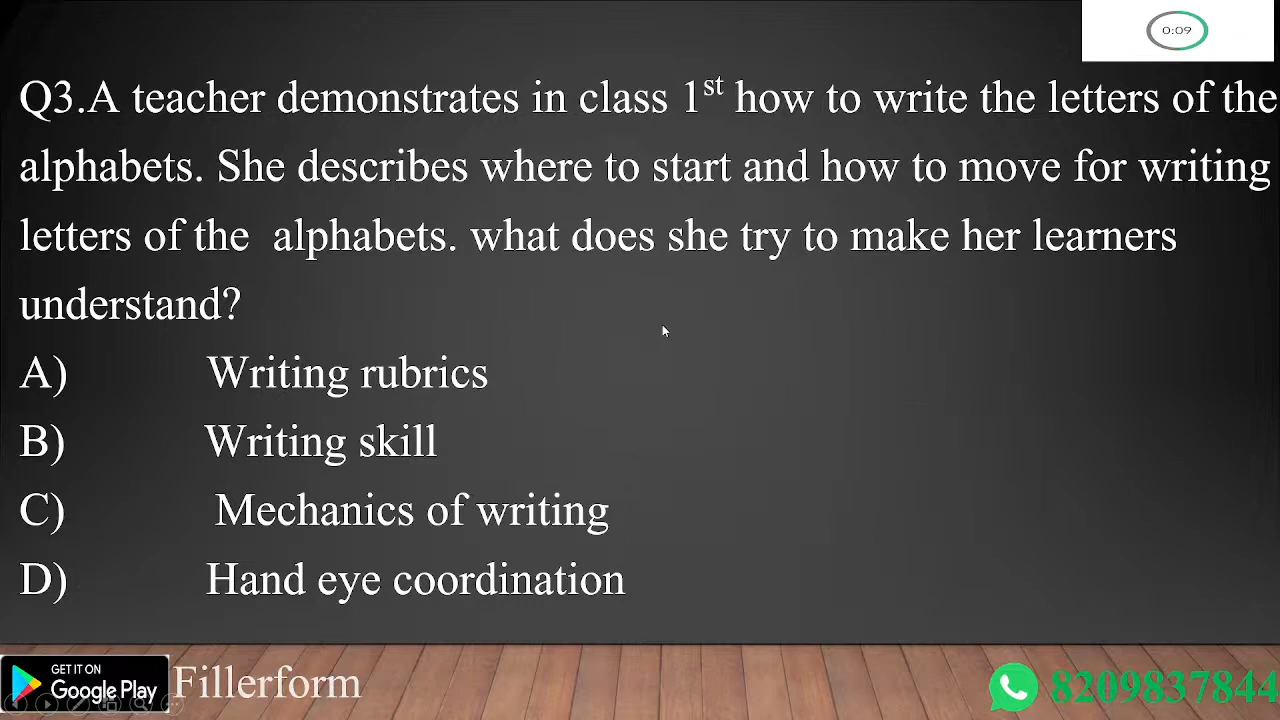 0:09
Q3.A teacher demonstrates in class 1st how to write the letters of the
alphabets. She describes where to start and how to move for writing
letters of the alphabets. what does she try to make her learners
understand?
A) Writing rubrics
B) Writing skill
C) Mechanics of writing
D) Hand eye coordination
GET IT ON
Google Play
Fillerform
8209837844